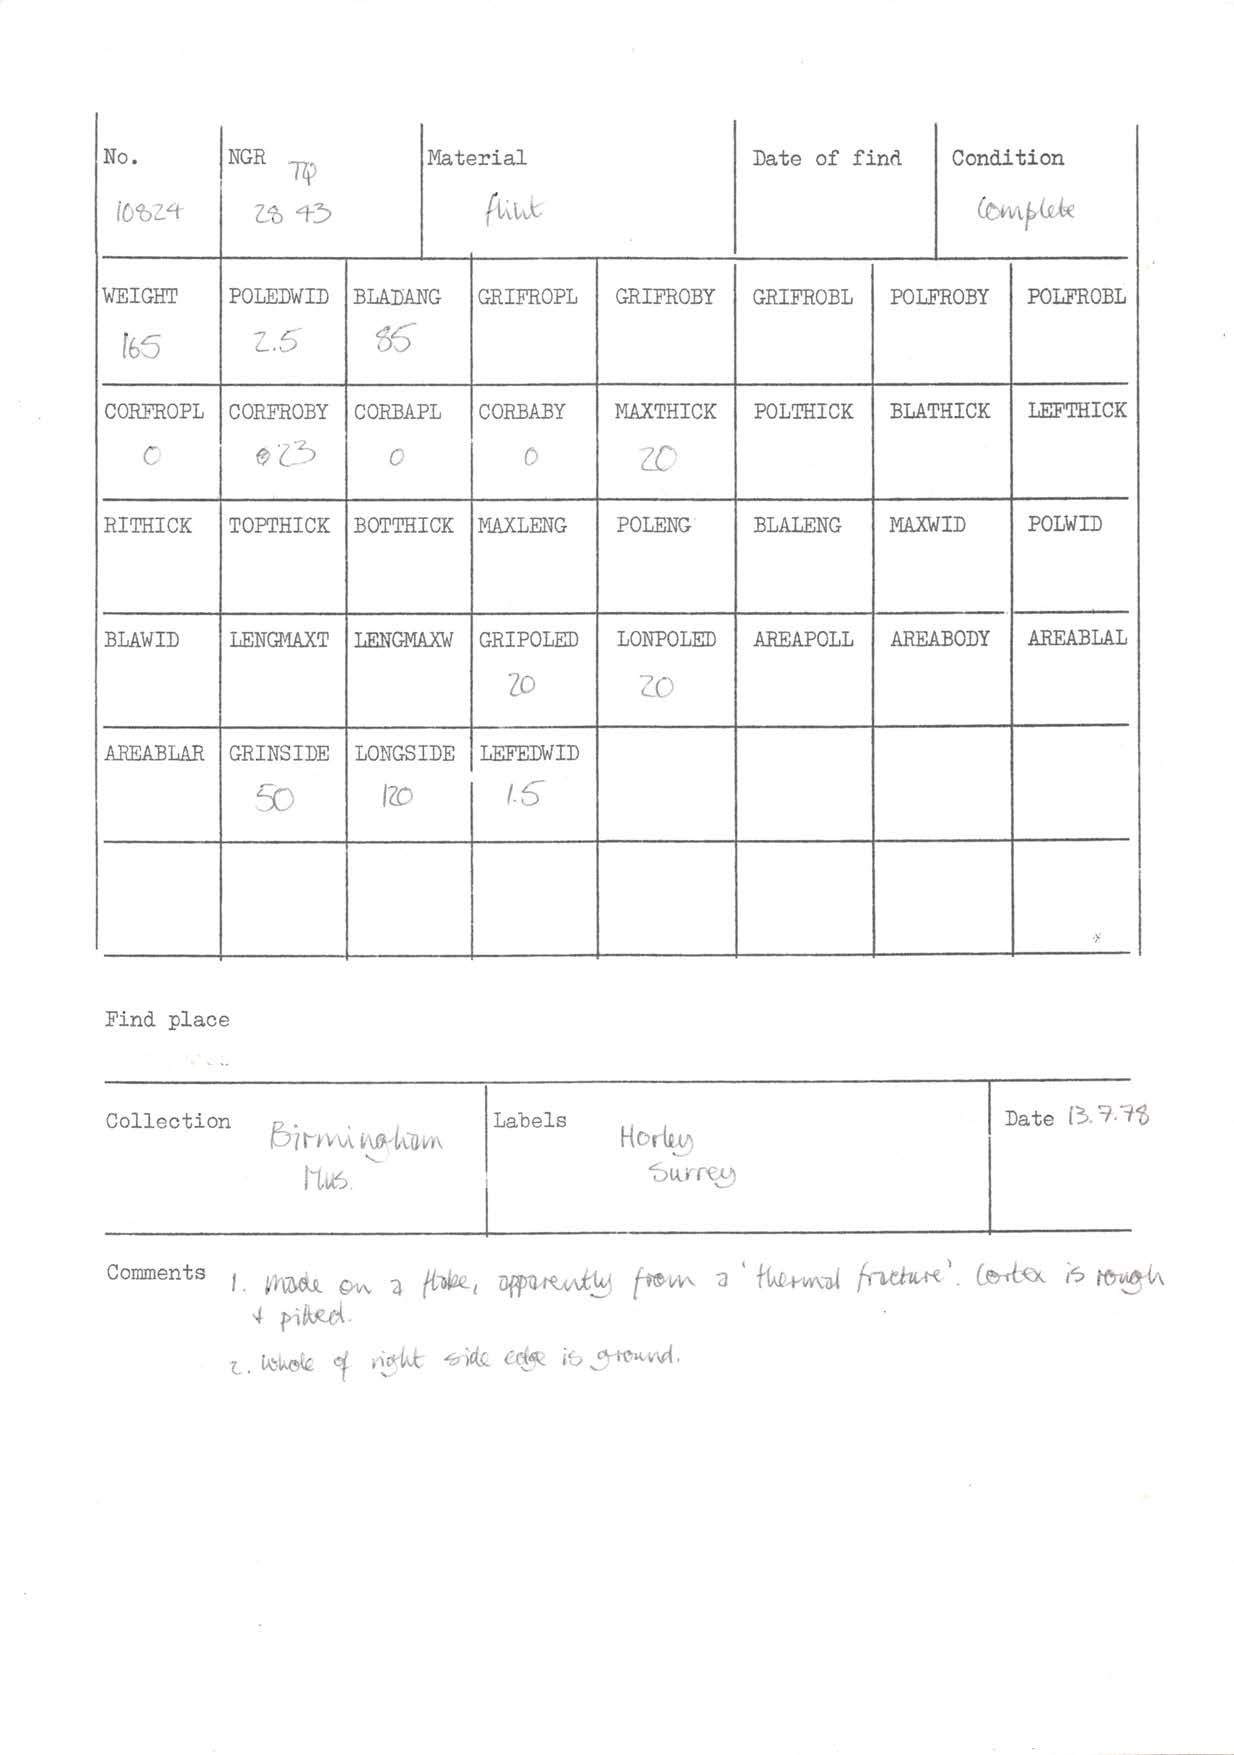 No. NGR TQ Material Date of find Condition
10824 28 43 flint Complete
WEIGHT POLEDWID BLADANG GRIFROPL GRIFROBY GRIFROBL POLFROBY POLFROBL
165 2.5 85
CORFROPL CORFROBY CORBAPL CORBABY MAXTHICK POLTHICK BLATHICK LEFTHICK
0 23 0 0 20
RITHICK TOPTHICK BOTTHICK MAXLENG POLENG BLALENG MAXWID POLWID
BLAWID LENGMAXT LENGMAXW GRIPOLED LONPOLED AREAPOLL AREABODY AREABLAL
20 20
AREABLAR GRINSIDE LONGSIDE LEFEDWID
50 120 1.5
Find place
Collection Birmingham Labels Horley Date 13.7.78
Mus. Surrey
Comments 1. Made on a flake, apparently from a 'thermal fracture'. Cortex is rough
& pitted.
2. Whole of right side edge is ground.